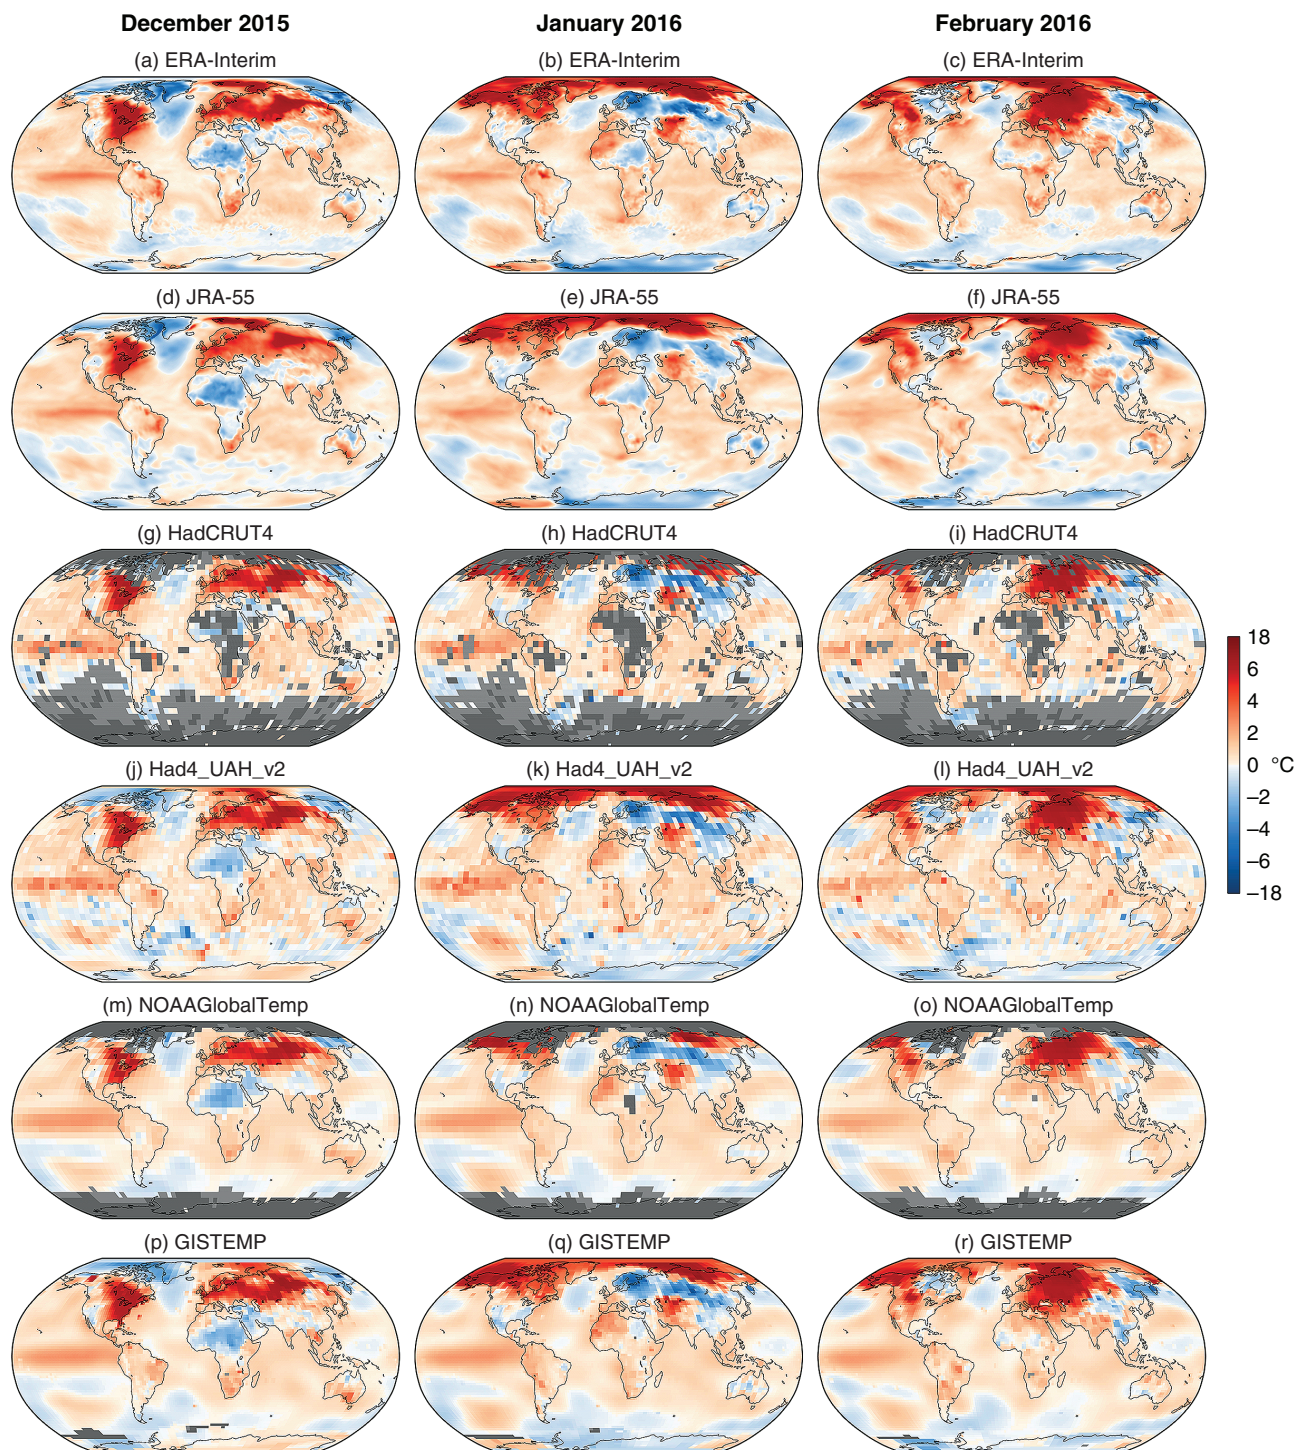 December 2015
January 2016
February 2016
(a) ERA-Interim
(b) ERA-Interim
(c) ERA-Interim
(d) JRA-55
(e) JRA-55
(f) JRA-55
(g) HadCRUT4
(h) HadCRUT4
(i) HadCRUT4
(j) Had4_UAH_v2
(k) Had4_UAH_v2
(l) Had4_UAH_v2
(m) NOAAGlobalTemp
(n) NOAAGlobalTemp
(o) NOAAGlobalTemp
(p) GISTEMP
(q) GISTEMP
(r) GISTEMP
18
6
4
2
0 °C
−2
−4
−6
−18